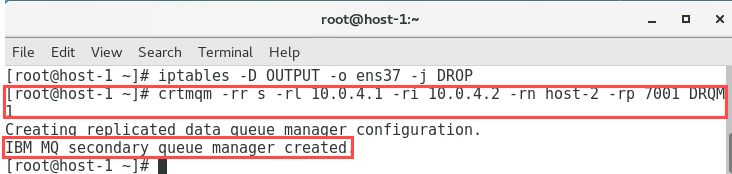 root@host-1:~
File Edit View Search Terminal Help
[root@host-1 ~]# iptables -D OUTPUT -o ens37 -j DROP
[root@host-1 ~]# crtmqm -rr s -rl 10.0.4.1 -ri 10.0.4.2 -rn host-2 -rp 7001 DRQM
1
Creating replicated data queue manager configuration.
IBM MQ secondary queue manager created.
[root@host-1 ~]#